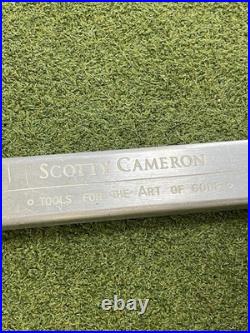 SCOTTY CAMERON
TOOLS FOR THE ART OF GOLF